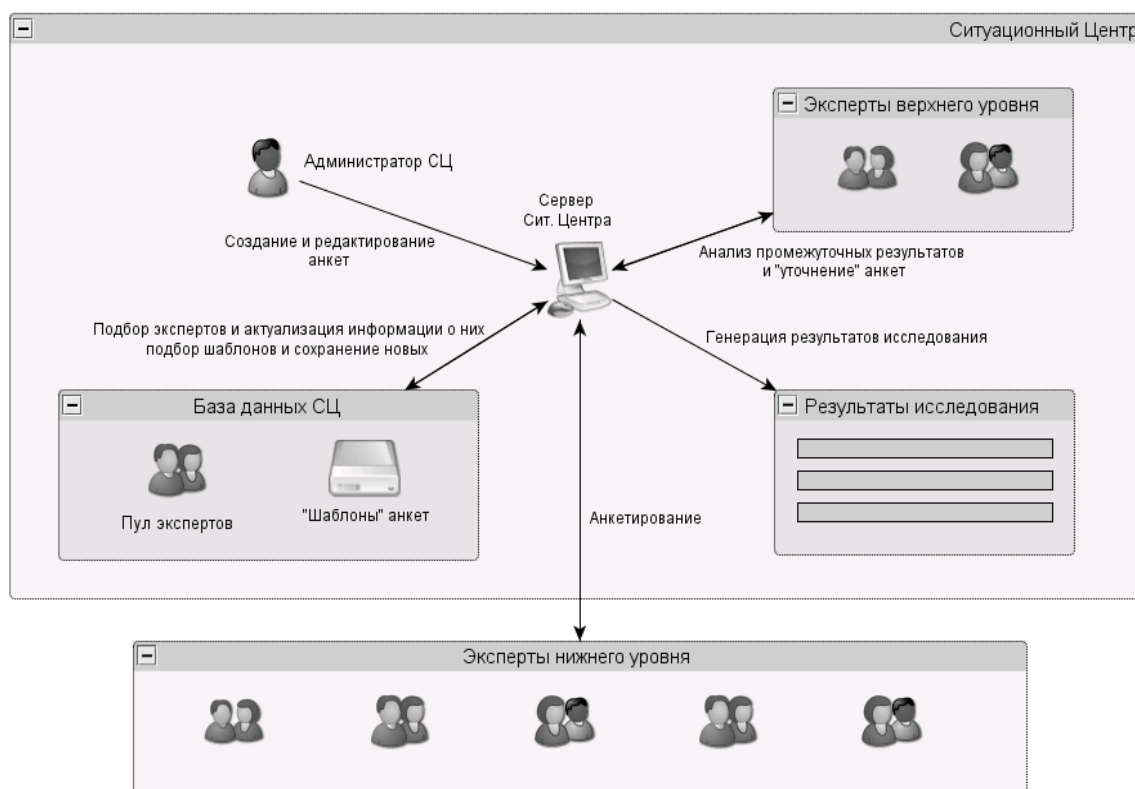 Ситуационный Центр
Эксперты верхнего уровня
Администратор СЦ
Сервер
Сит. Центра
Создание и редактирование
анкет
Анализ промежуточных результатов
и "уточнение" анкет
Подбор экспертов и актуализация информации о них
подбор шаблонов и сохранение новых
Генерация результатов исследования
База данных СЦ
Результаты исследования
Пул экспертов
"Шаблоны" анкет
Анкетирование
Эксперты нижнего уровня